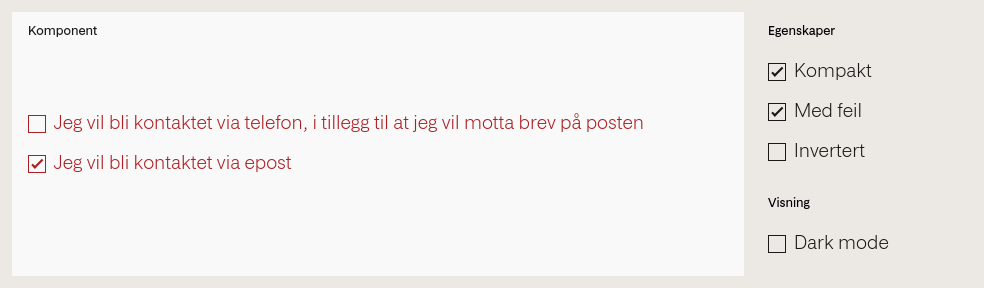 Komponent
Jeg vil bli kontaktet via telefon, i tillegg til at jeg vil motta brev på posten
Jeg vil bli kontaktet via epost
Egenskaper
Kompakt
Med feil
Invertert
Visning
Dark mode